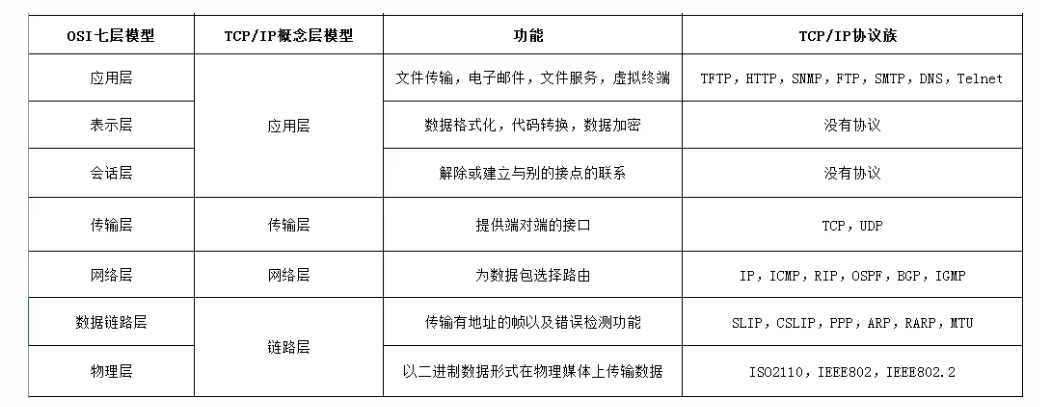 OSI七层模型 TCP/IP概念层模型 功能 TCP/IP协议族
应用层 文件传输，电子邮件，文件服务，虚拟终端 TFTP，HTTP，SNMP，FTP，SMTP，DNS，Telnet
表示层 应用层 数据格式化，代码转换，数据加密 没有协议
会话层 解除或建立与别的接点的联系 没有协议
传输层 传输层 提供端对端的接口 TCP，UDP
网络层 网络层 为数据包选择路由 IP，ICMP，RIP，OSPF，BGP，IGMP
数据链路层 传输有地址的帧以及错误检测功能 SLIP，CSLIP，PPP，ARP，RARP，MTU
链路层
物理层 以二进制数据形式在物理媒体上传输数据 ISO2110，IEEE802，IEEE802.2